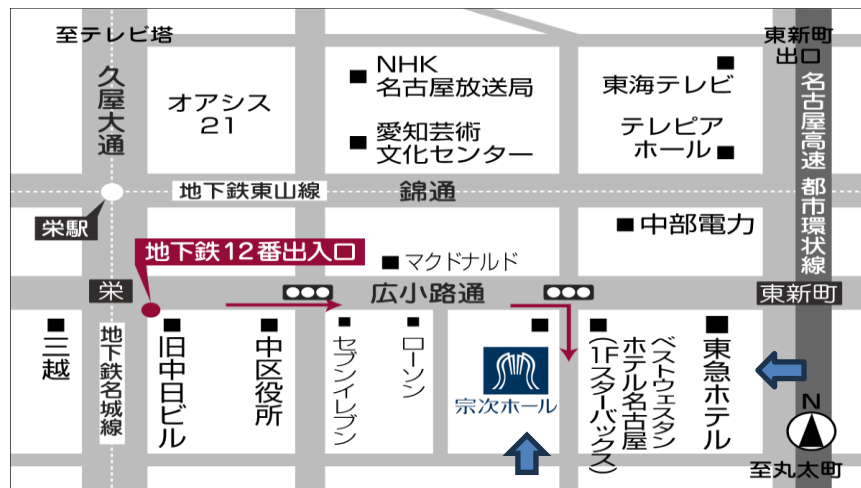 至テレビ塔
東新町
出口
久屋大通
オアシス
21
NHK
名古屋放送局
愛知芸術
文化センター
東海テレビ
テレピア
ホール
名古屋高速 都市環状線
地下鉄東山線
錦通
栄駅
地下鉄12番出入口
中部電力
マクドナルド
栄
広小路通
東新町
三越
地下鉄名城線
旧中日ビル
中区役所
セブンイレブン
ローソン
宗次ホール
ベストウェスタン
ホテル名古屋
(1Fスターバックス)
東急ホテル
N
至丸太町